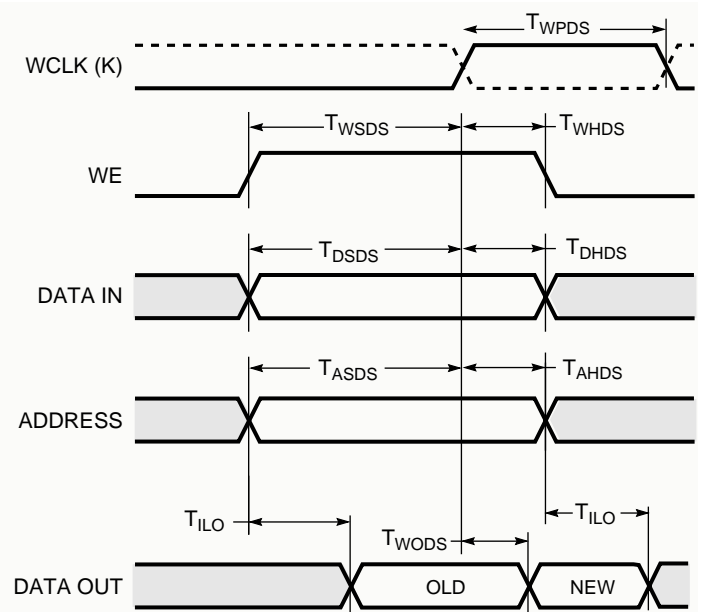 TWPDS
WCLK (K)
TWSDS TWHDS
WE
TDSDS TDHDS
DATA IN
TASDS TAHDS
ADDRESS
TILO TWODS TILO
DATA OUT OLD NEW